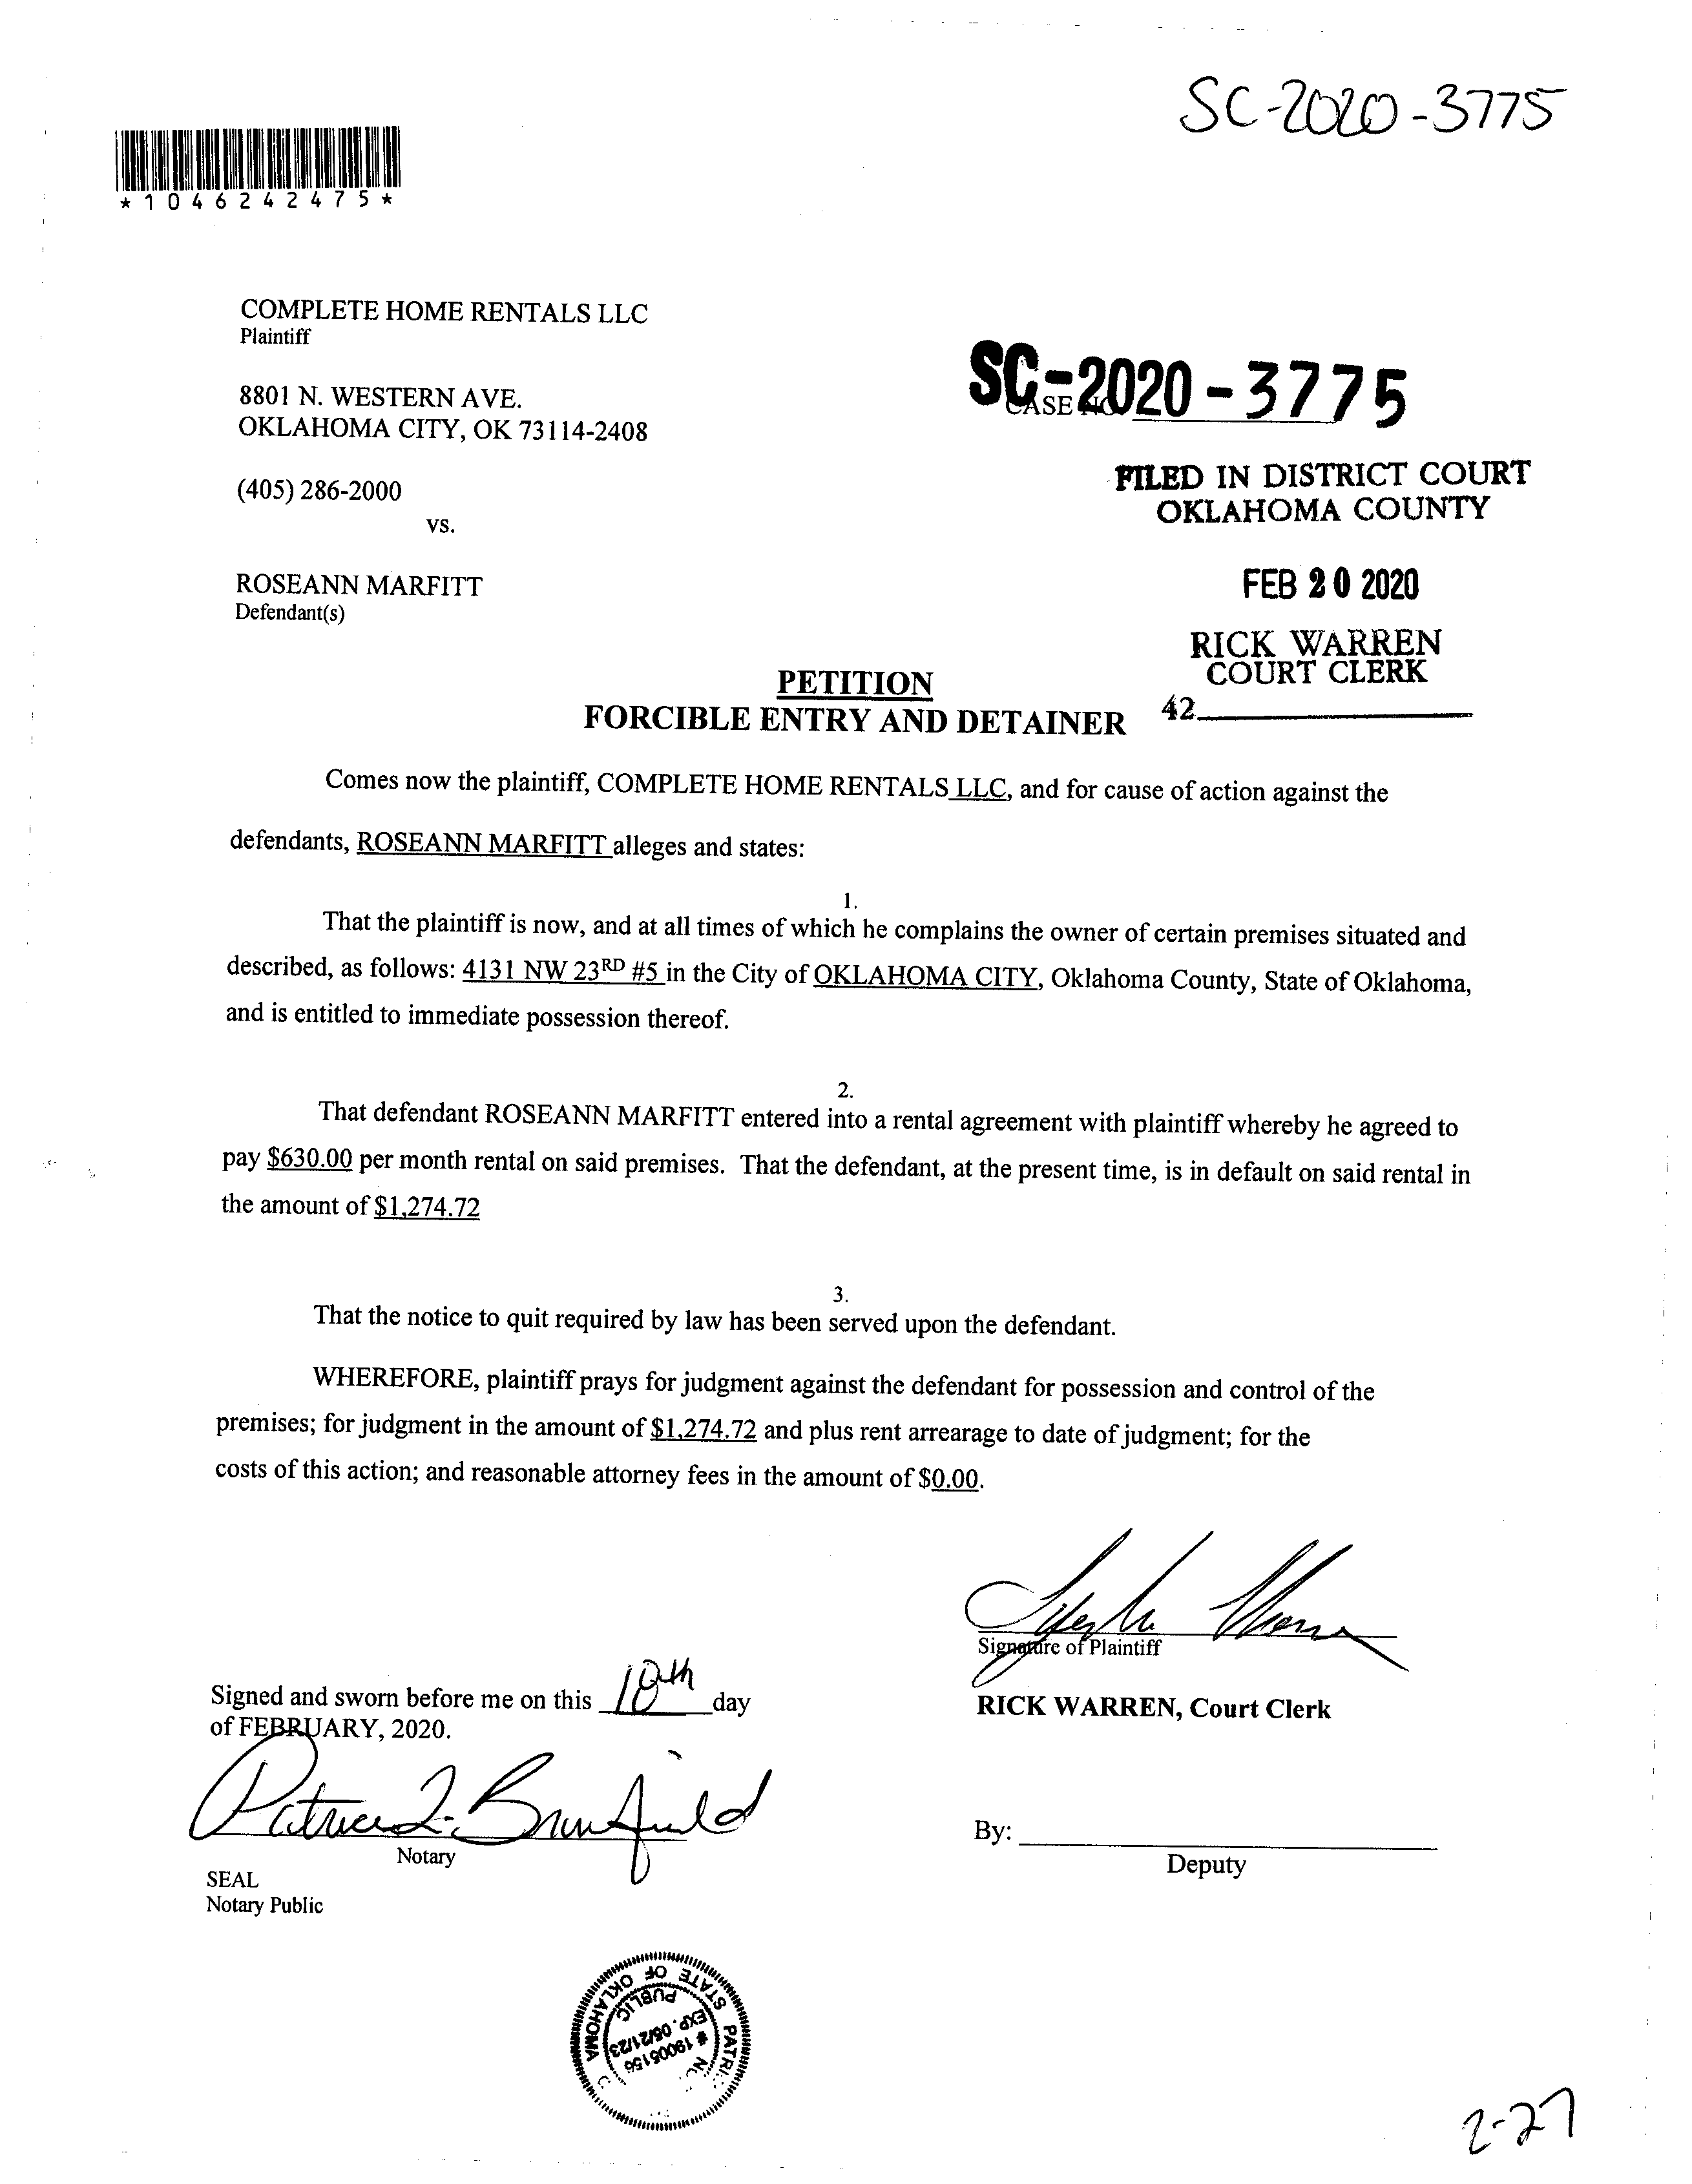 SC-2020-3775
*1046242475*
COMPLETE HOME RENTALS LLC
Plaintiff
8801 N. WESTERN AVE.
OKLAHOMA CITY, OK 73114-2408
SC-2020-3775
CASE NO.
(405) 286-2000
vs.
FILED IN DISTRICT COURT
OKLAHOMA COUNTY
FEB 20 2020
ROSEANN MARFITT
Defendant(s)
RICK WARREN
COURT CLERK
42
PETITION
FORCIBLE ENTRY AND DETAINER
Comes now the plaintiff, COMPLETE HOME RENTALS LLC, and for cause of action against the
defendants, ROSEANN MARFITT alleges and states:
1.
That the plaintiff is now, and at all times of which he complains the owner of certain premises situated and
described, as follows: 4131 NW 23RD #5 in the City of OKLAHOMA CITY, Oklahoma County, State of Oklahoma,
and is entitled to immediate possession thereof.
2.
That defendant ROSEANN MARFITT entered into a rental agreement with plaintiff whereby he agreed to
pay $630.00 per month rental on said premises. That the defendant, at the present time, is in default on said rental in
the amount of $1,274.72
3.
That the notice to quit required by law has been served upon the defendant.
WHEREFORE, plaintiff prays for judgment against the defendant for possession and control of the
premises; for judgment in the amount of $1,274.72 and plus rent arrearage to date of judgment; for the
costs of this action; and reasonable attorney fees in the amount of $0.00.
Signature of Plaintiff
Signed and sworn before me on this 18th day
of FEBRUARY, 2020.
RICK WARREN, Court Clerk
By:
Deputy
Notary
SEAL
Notary Public
STATE OF OKLAHOMA
PUBLIC
2-27